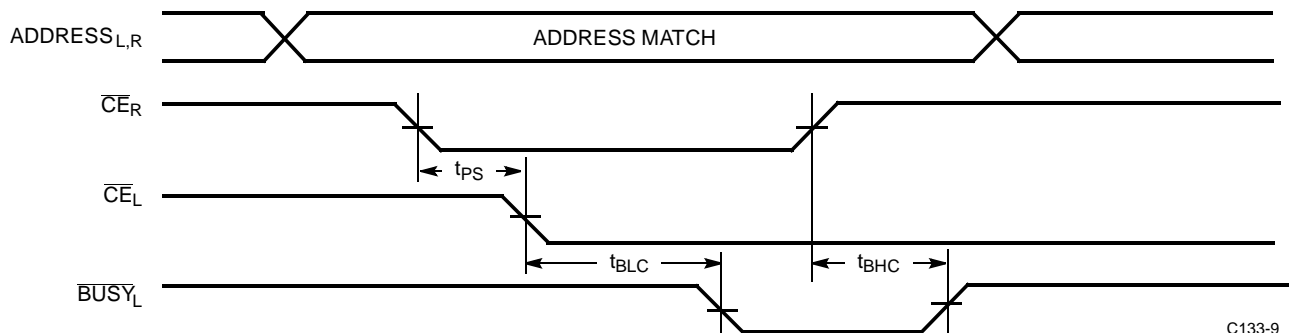 ADDRESS L,R
ADDRESS MATCH
CE R
t PS
CE L
t BLC
t BHC
BUSY L
C133-9